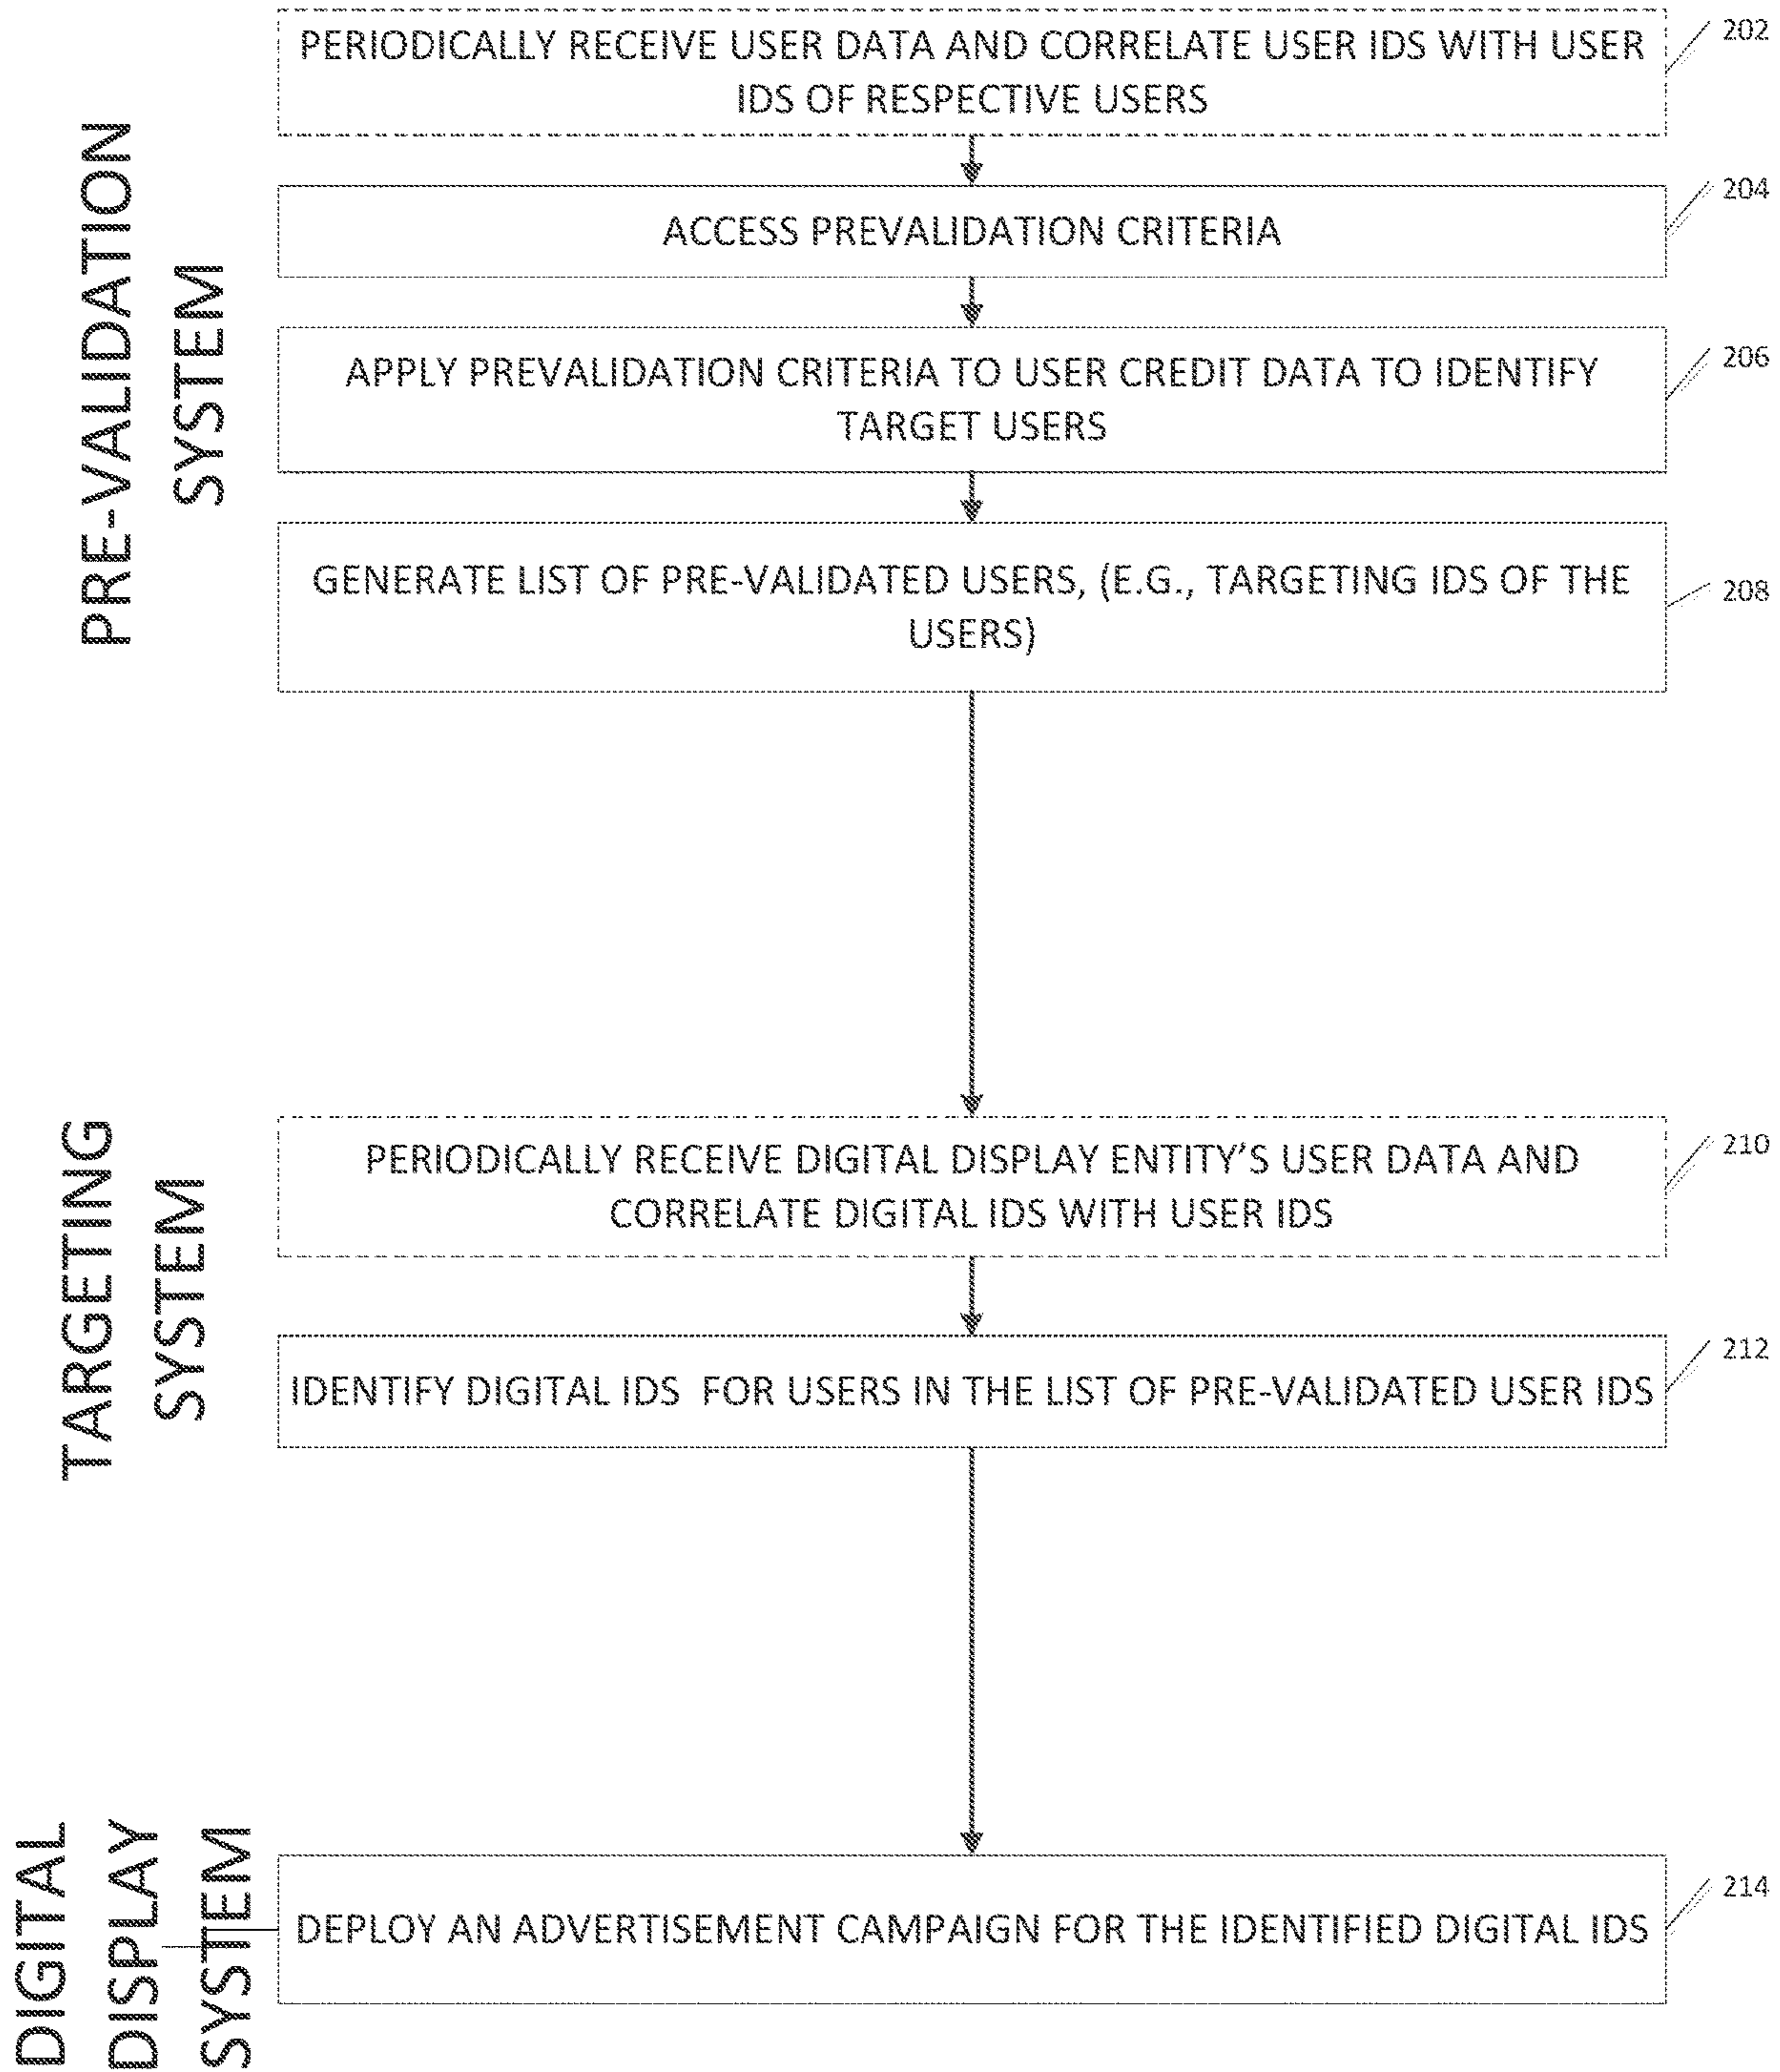 PRE-VALIDATION
SYSTEM
PERIODICALLY RECEIVE USER DATA AND CORRELATE USER IDS WITH USER
IDS OF RESPECTIVE USERS
202
ACCESS PREVALIDATION CRITERIA
204
APPLY PREVALIDATION CRITERIA TO USER CREDIT DATA TO IDENTIFY
TARGET USERS
206
GENERATE LIST OF PRE-VALIDATED USERS, (E.G., TARGETING IDS OF THE
USERS)
208
TARGETING
SYSTEM
PERIODICALLY RECEIVE DIGITAL DISPLAY ENTITY'S USER DATA AND
CORRELATE DIGITAL IDS WITH USER IDS
210
IDENTIFY DIGITAL IDS FOR USERS IN THE LIST OF PRE-VALIDATED USER IDS
212
DIGITAL
DISPLAY
SYSTEM
DEPLOY AN ADVERTISEMENT CAMPAIGN FOR THE IDENTIFIED DIGITAL IDS
214